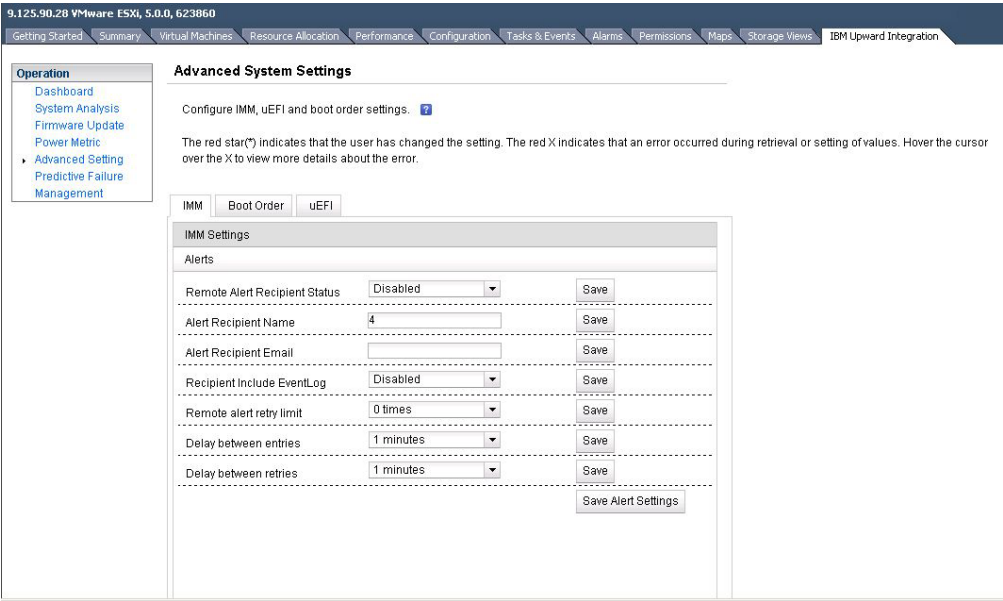 9.125.90.28 VMware ESXi, 5.0.0, 623860
Getting Started Summary Virtual Machines Resource Allocation Performance Configuration Tasks & Events Alarms Permissions Maps Storage Views IBM Upward Integration
Operation
Dashboard
System Analysis
Firmware Update
Power Metric
Advanced Setting
Predictive Failure
Management
Advanced System Settings
Configure IMM, uEFI and boot order settings. ?
The red star(*) indicates that the user has changed the setting. The red X indicates that an error occurred during retrieval or setting of values. Hover the cursor
over the X to view more details about the error.
IMM Boot Order uEFI
IMM Settings
Alerts
Remote Alert Recipient Status Disabled Save
Alert Recipient Name 4 Save
Alert Recipient Email Save
Recipient Include EventLog Disabled Save
Remote alert retry limit 0 times Save
Delay between entries 1 minutes Save
Delay between retries 1 minutes Save
Save Alert Settings